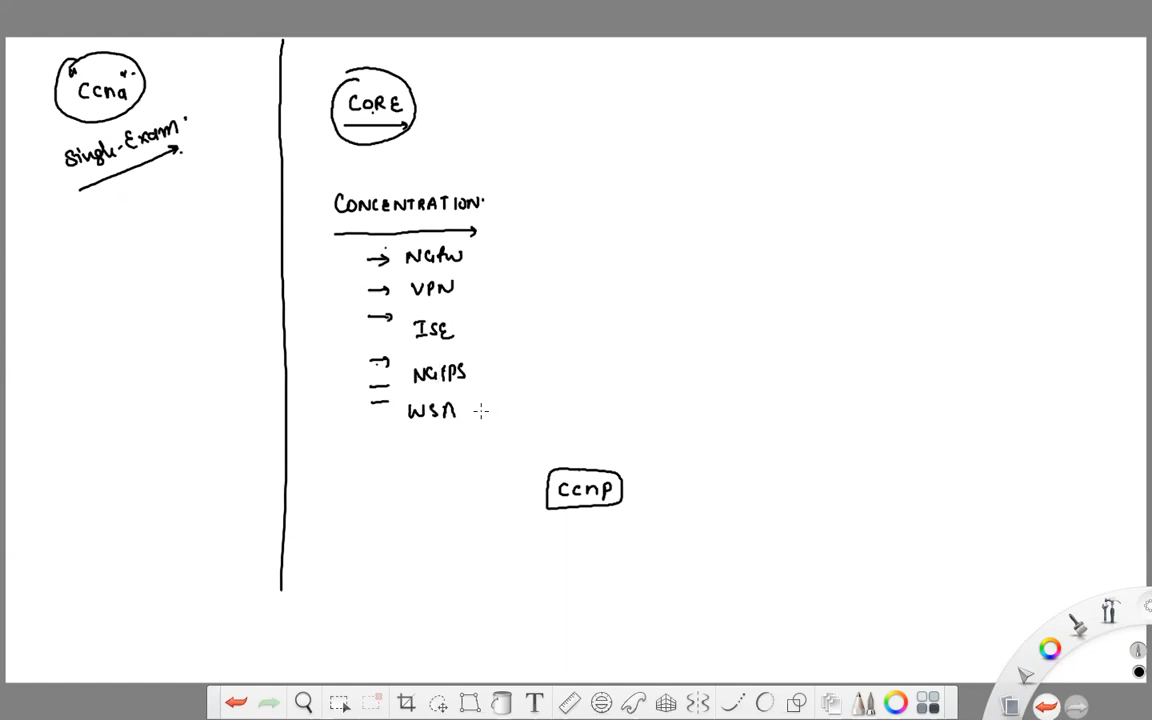 Ccna
Single-Exam.
CORE
CONCENTRATION.
NGFW
VPN
ISE
NGIPS
WSA
ccnp
T